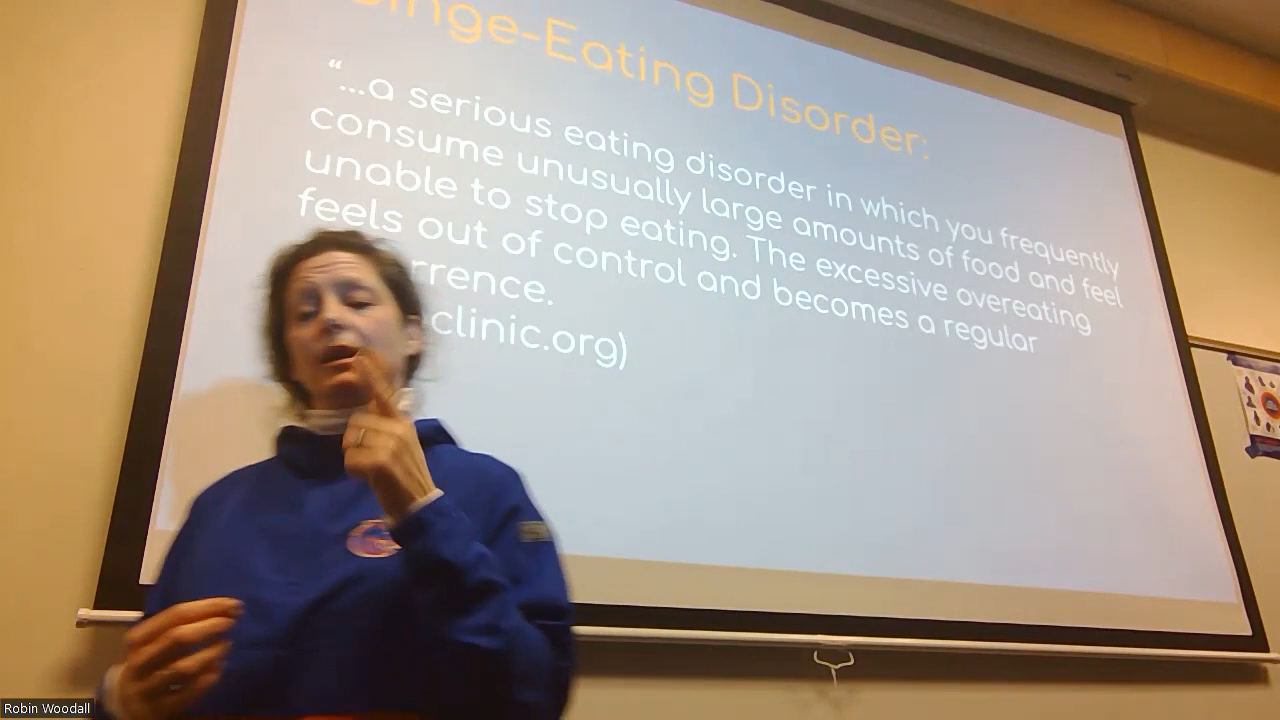 inge-Eating Disorder:
“...a serious eating disorder in which you frequently
consume unusually large amounts of food and feel
unable to stop eating. The excessive overeating
feels out of control and becomes a regular
rrence.
clinic.org)
Robin Woodall